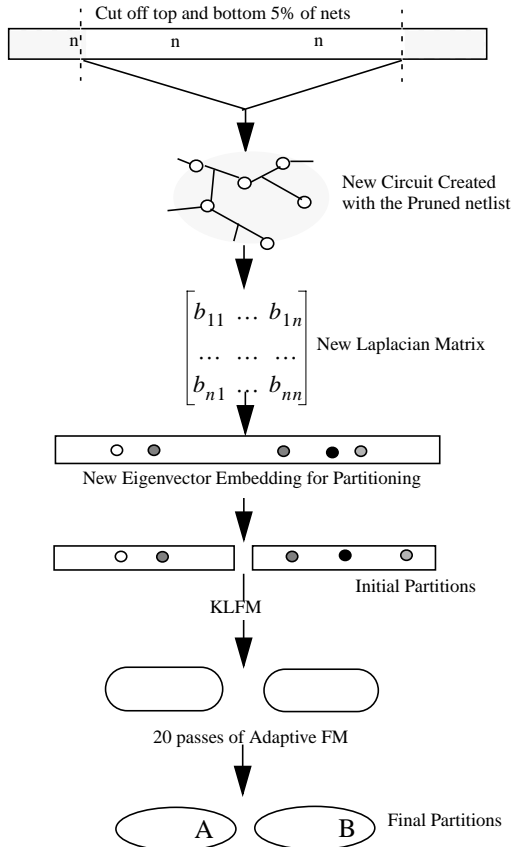 Cut off top and bottom 5% of nets
n n n
New Circuit Created
with the Pruned netlist
b11 ... b1n
... ... ...
bn1 ... bnn
New Laplacian Matrix
New Eigenvector Embedding for Partitioning
Initial Partitions
KLFM
20 passes of Adaptive FM
A B
Final Partitions